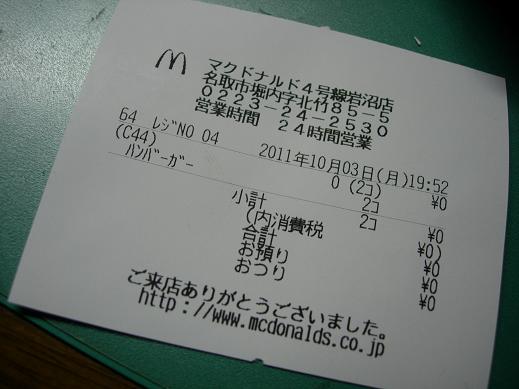 マクドナルド4号線岩沼店
名取市堀内字北竹85-5
0223-24-2530
営業時間 24時間営業
64 レジNO 04 2011年10月03日(月)19:52
(C44) 0 (2コ) ¥0
ハンバーガー 2コ
小計 2コ ¥0
(内消費税 ¥0)
合計 ¥0
お預り ¥0
おつり ¥0
ご来店ありがとうございました。
http://www.mcdonalds.co.jp